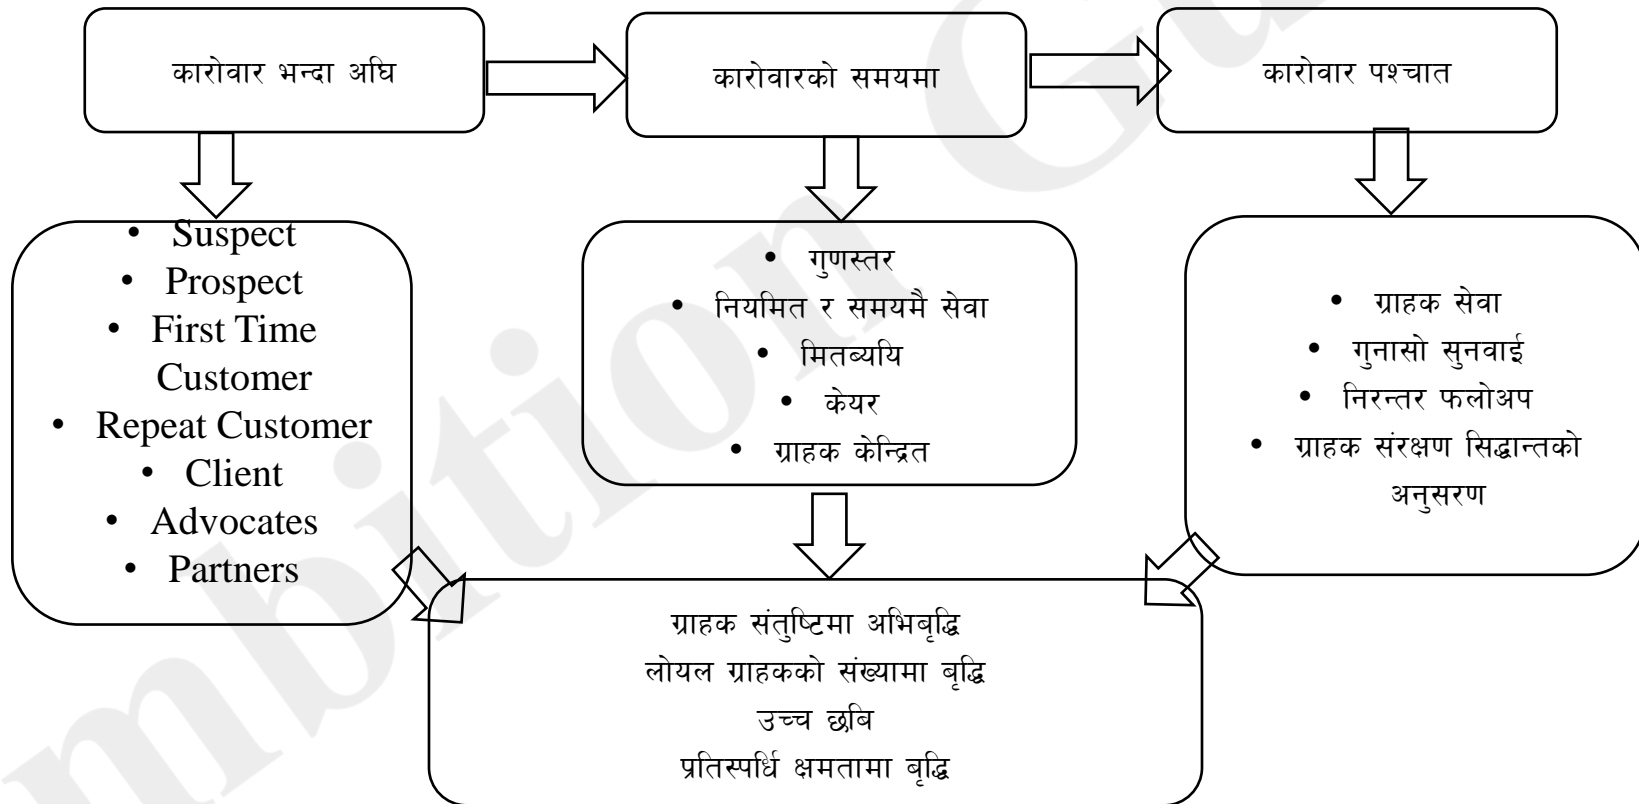 कारोवार भन्दा अघि
कारोवारको समयमा
कारोवार पश्चात
• Suspect
• Prospect
• First Time
Customer
• Repeat Customer
• Client
• Advocates
• Partners
• गुणस्तर
• नियमित र समयमै सेवा
• मितब्ययि
• केयर
• ग्राहक केन्द्रित
• ग्राहक सेवा
• गुनासो सुनवाई
• निरन्तर फलोअप
• ग्राहक संरक्षण सिद्धान्तको
अनुसरण
ग्राहक संतुष्टिमा अभिबृद्धि
लोयल ग्राहकको संख्यामा बृद्धि
उच्च छबि
प्रतिस्पर्धि क्षमतामा बृद्धि
mbition Gu